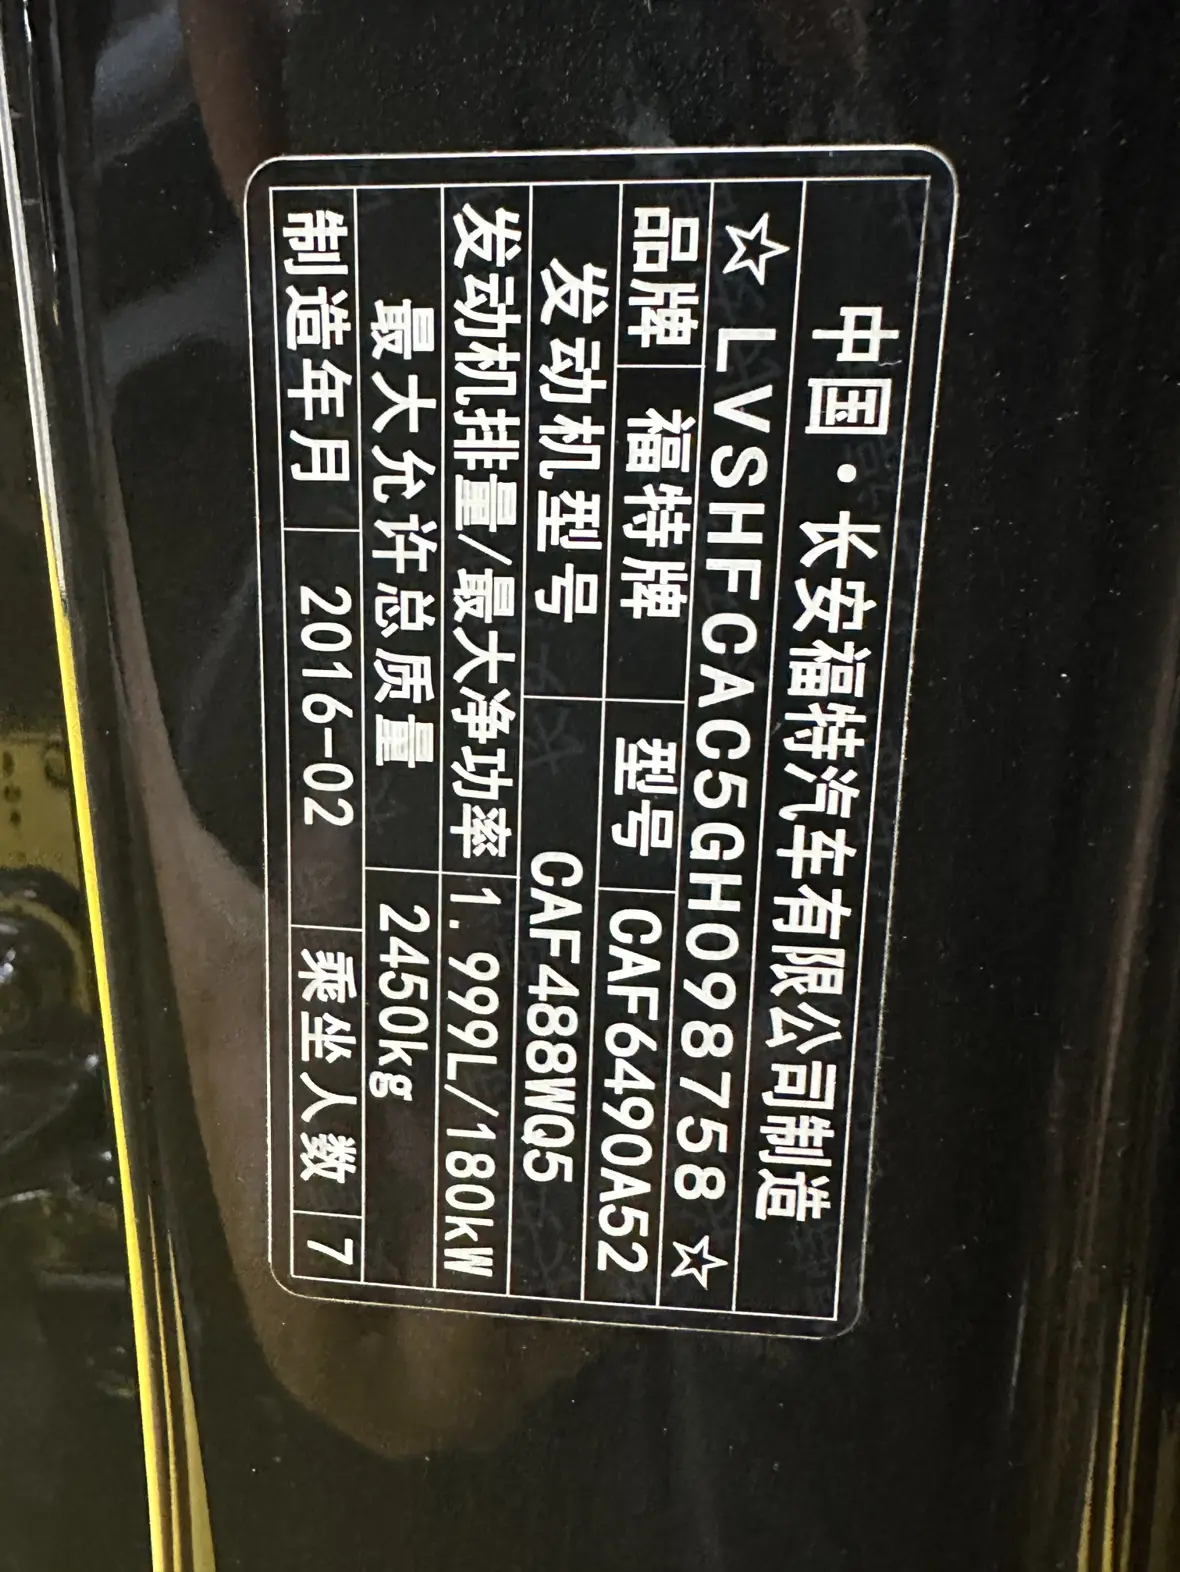 中国·长安福特汽车有限公司制造
☆LVSHFCAC5GH098758☆
品牌 福特牌 型号 CAF6490A52
发动机型号 CAF488WQ5
发动机排量/最大净功率 1.999L/180kW
最大允许总质量 2450kg
制造年月 2016-02 乘坐人数 7